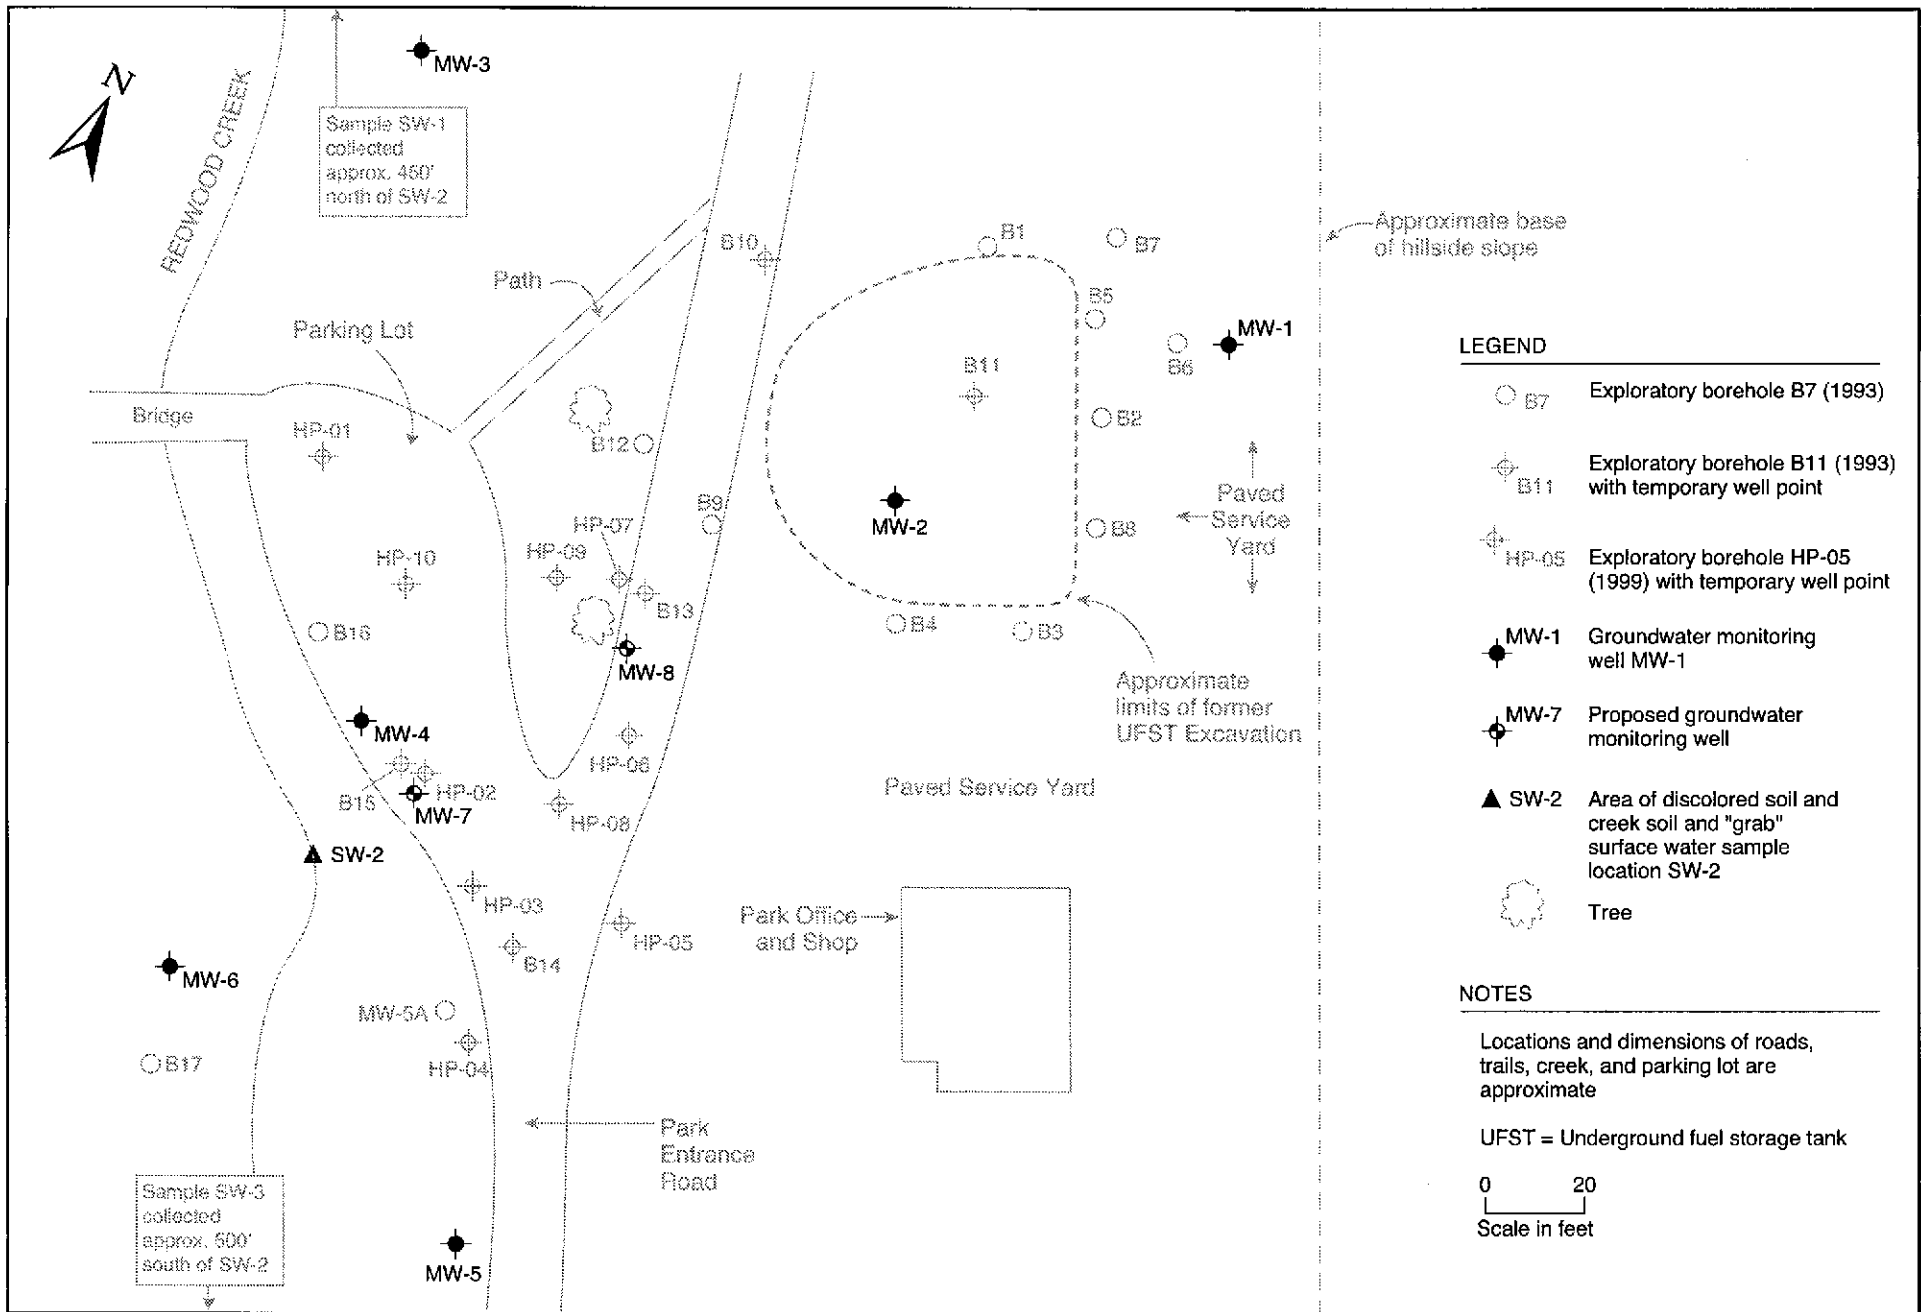 MW-3
N
REDWOOD CREEK
Sample SW-1
collected
approx. 450'
north of SW-2
B10
B1
B7
Approximate base
of hillside slope
Path
Parking Lot
B5
MW-1
B6
B11
B2
Bridge
HP-01
B12
B9
MW-2
Paved
Service
Yard
B8
HP-07
HP-09
HP-10
B13
B16
B4
B3
MW-8
Approximate
limits of former
UFST Excavation
MW-4
HP-06
B15
HP-02
MW-7
HP-08
Paved Service Yard
SW-2
HP-03
HP-05
B14
Park Office
and Shop
MW-6
MW-5A
HP-04
B17
Park
Entrance
Road
Sample SW-3
collected
approx. 500'
south of SW-2
MW-5
LEGEND
B7 Exploratory borehole B7 (1993)
B11 Exploratory borehole B11 (1993)
with temporary well point
HP-05 Exploratory borehole HP-05
(1999) with temporary well point
MW-1 Groundwater monitoring
well MW-1
MW-7 Proposed groundwater
monitoring well
SW-2 Area of discolored soil and
creek soil and "grab"
surface water sample
location SW-2
Tree
NOTES
Locations and dimensions of roads,
trails, creek, and parking lot are
approximate
UFST = Underground fuel storage tank
0 20
Scale in feet